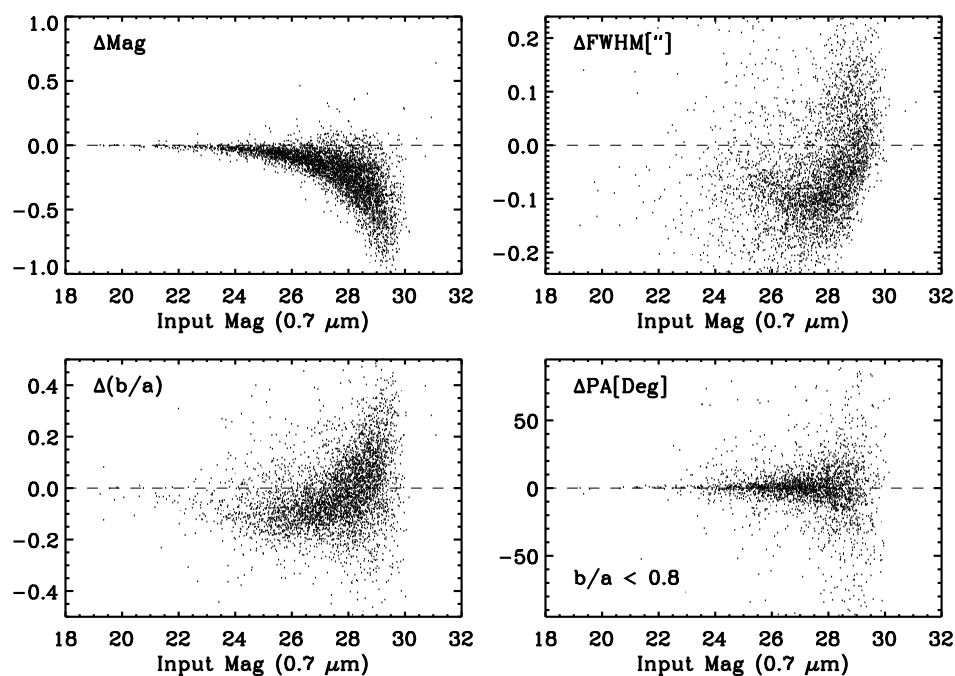 ΔMag
1.0
0.5
0.0
−0.5
−1.0
18 20 22 24 26 28 30 32
Input Mag (0.7 μm)
ΔFWHM["]
0.2
0.1
0.0
−0.1
−0.2
18 20 22 24 26 28 30 32
Input Mag (0.7 μm)
Δ(b/a)
0.4
0.2
0.0
−0.2
−0.4
18 20 22 24 26 28 30 32
Input Mag (0.7 μm)
ΔPA[Deg]
50
0
−50
b/a < 0.8
18 20 22 24 26 28 30 32
Input Mag (0.7 μm)